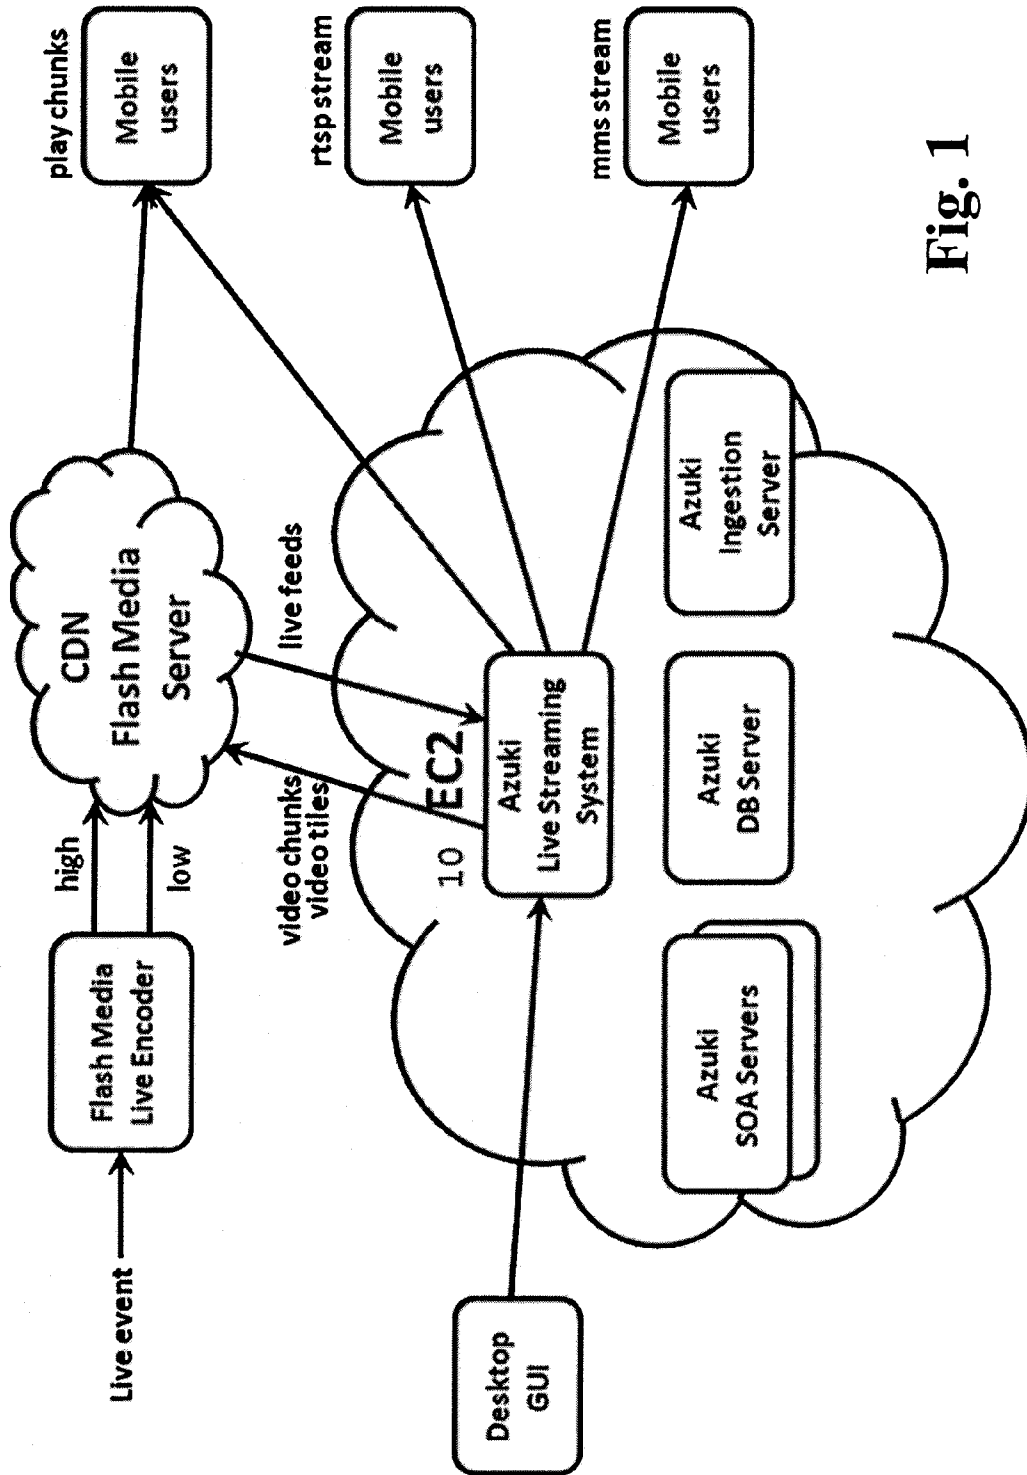 Live event
Flash Media
Live Encoder
high
low
CDN
Flash Media
Server
play chunks
Mobile
users
video chunks
video tiles
live feeds
rtsp stream
Mobile
users
10
EC2
Azuki
Live Streaming
System
Desktop
GUI
mms stream
Mobile
users
Azuki
SOA Servers
Azuki
DB Server
Azuki
Ingestion
Server
Fig. 1